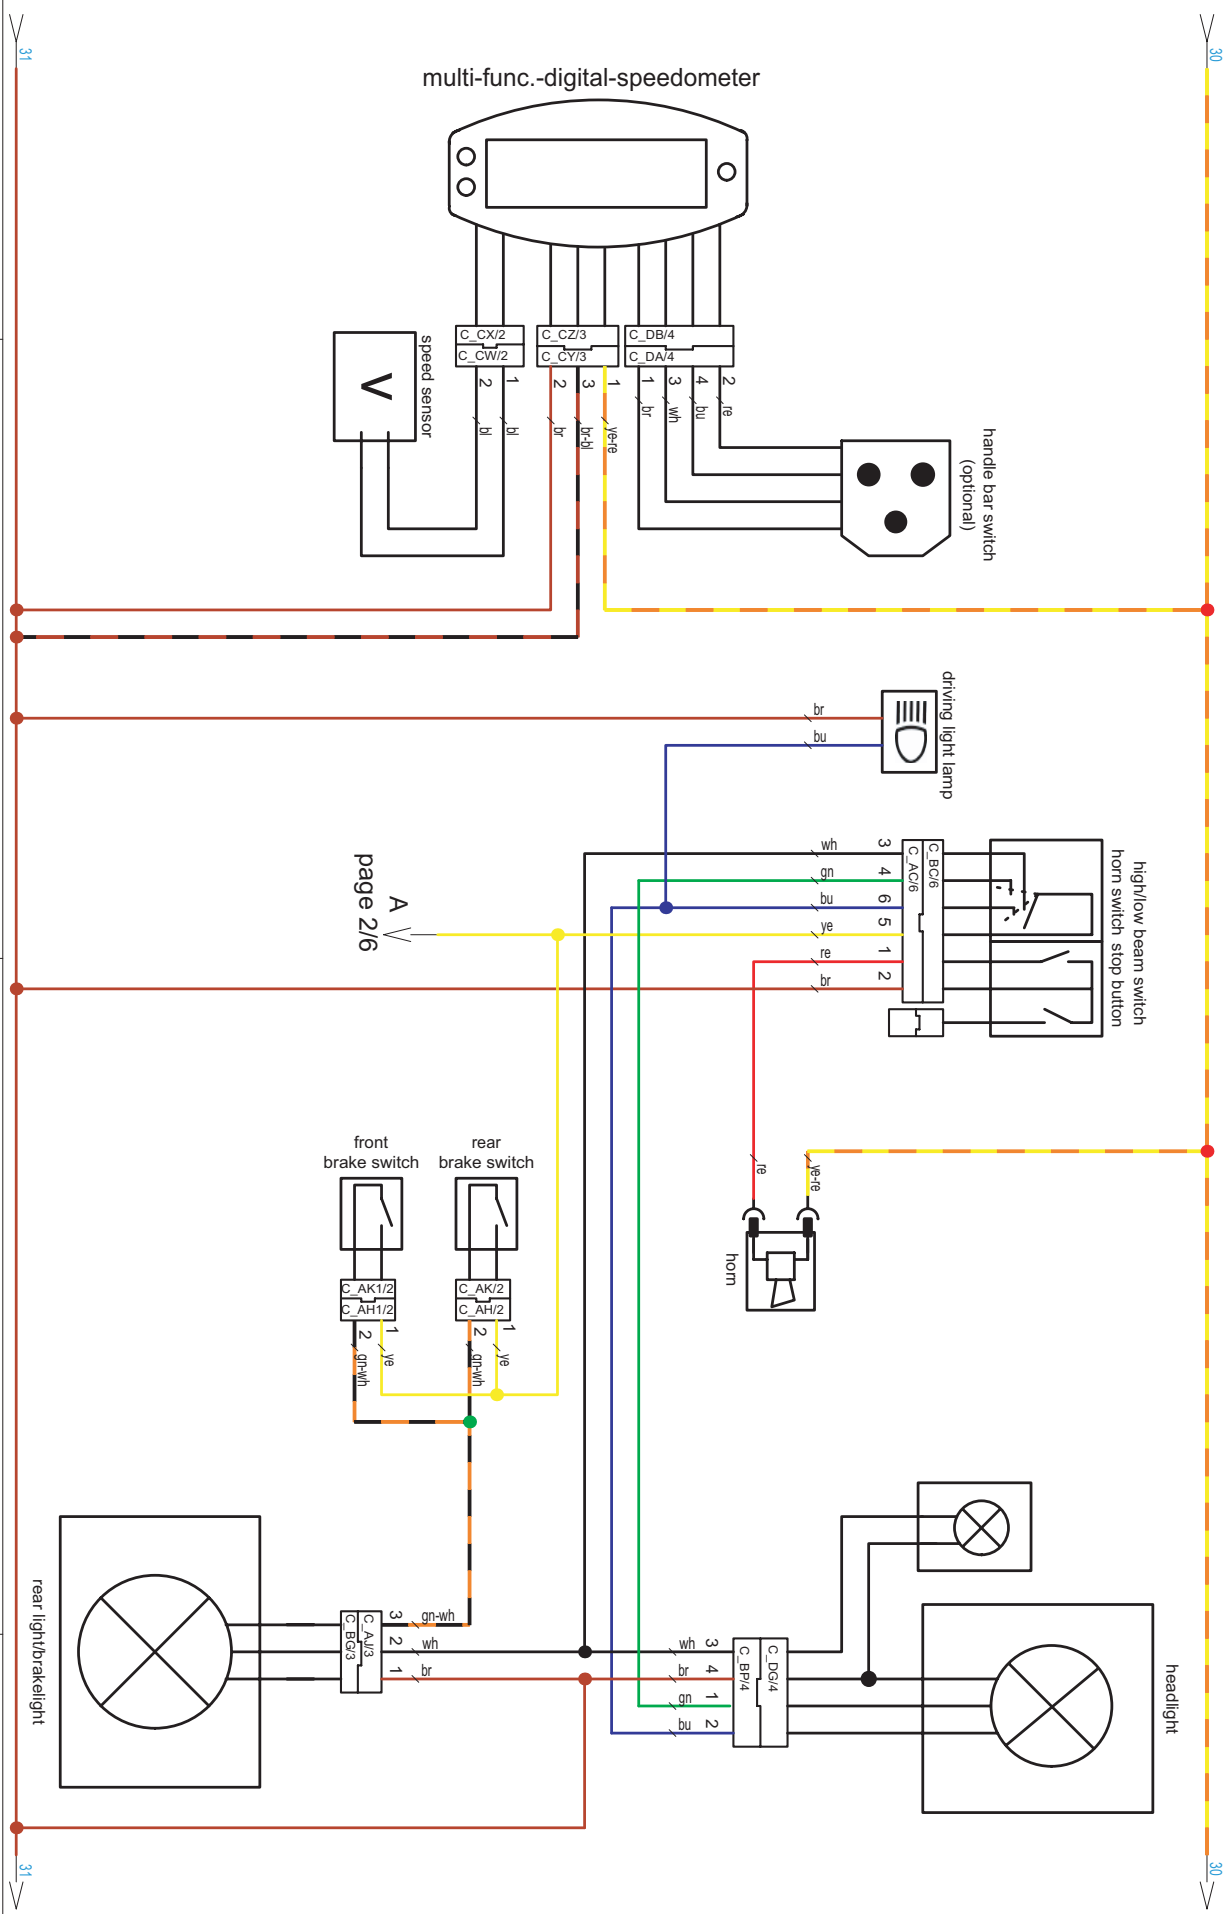 31
30
multi-func.-digital-speedometer
C_CX/2
C_CW/2
C_CZ/3
C_CY/3
C_DB/4
C_DA/4
2
1
2
3
1
1
3
4
2
bl
bl
br
br-bl
ye-re
br
wh
bu
re
V
speed sensor
handle bar switch
(optional)
driving light lamp
br
bu
high/low beam switch
horn switch stop button
C_BC/6
C_AC/6
3
4
6
5
1
2
wh
gn
bu
ye
re
br
A
page 2/6
front
brake switch
rear
brake switch
C_AK1/2
C_AH1/2
C_AK/2
C_AH/2
2
1
2
1
gn-wh
ye
gn-wh
ye
re
ye-re
horn
rear light/brakelight
C_AJ/3
C_BG/3
3
2
1
gn-wh
wh
br
wh
br
gn
bu
3
4
1
2
C_DG/4
C_BP/4
headlight
31
30